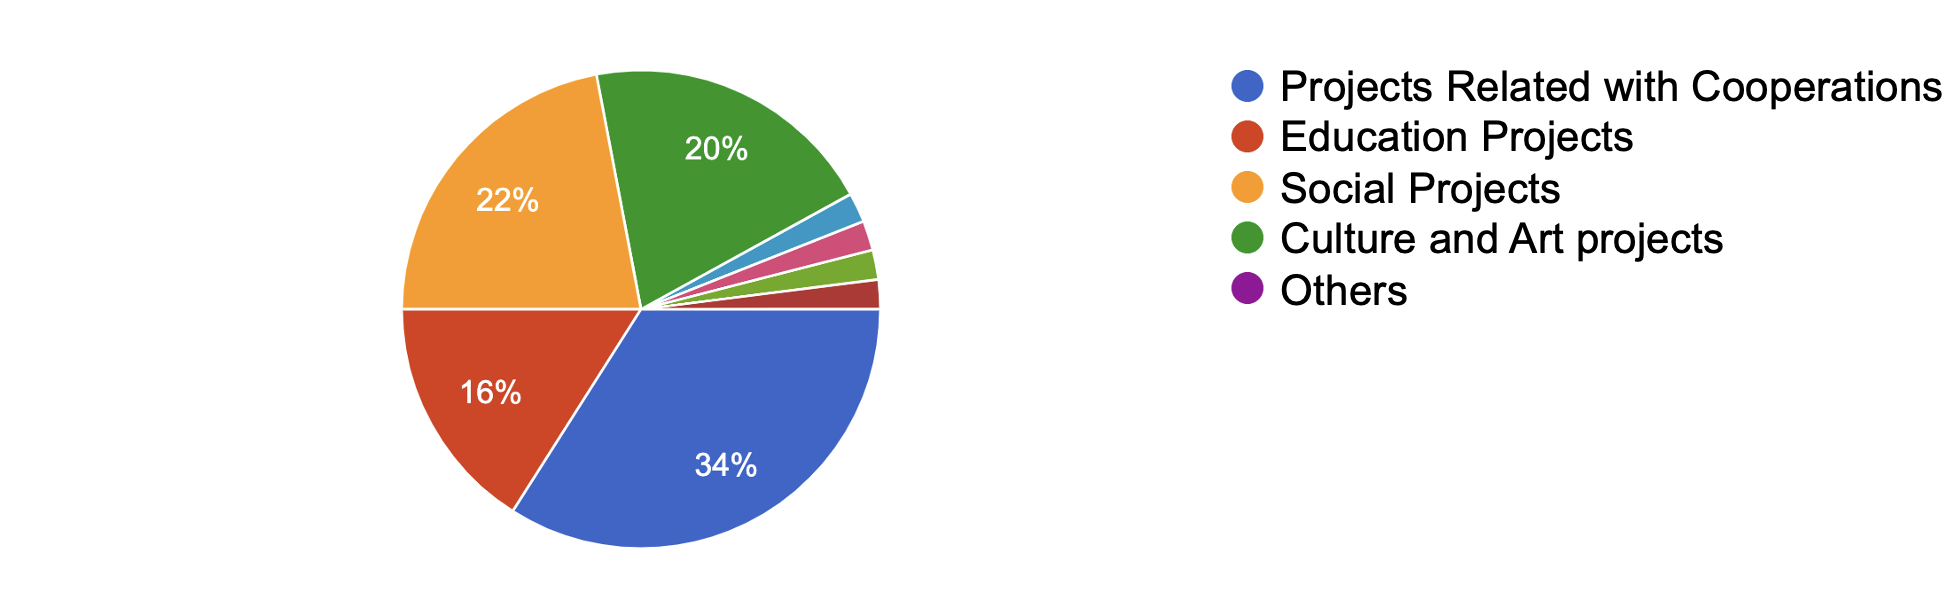 20%
22%
16%
34%
Projects Related with Cooperations
Education Projects
Social Projects
Culture and Art projects
Others